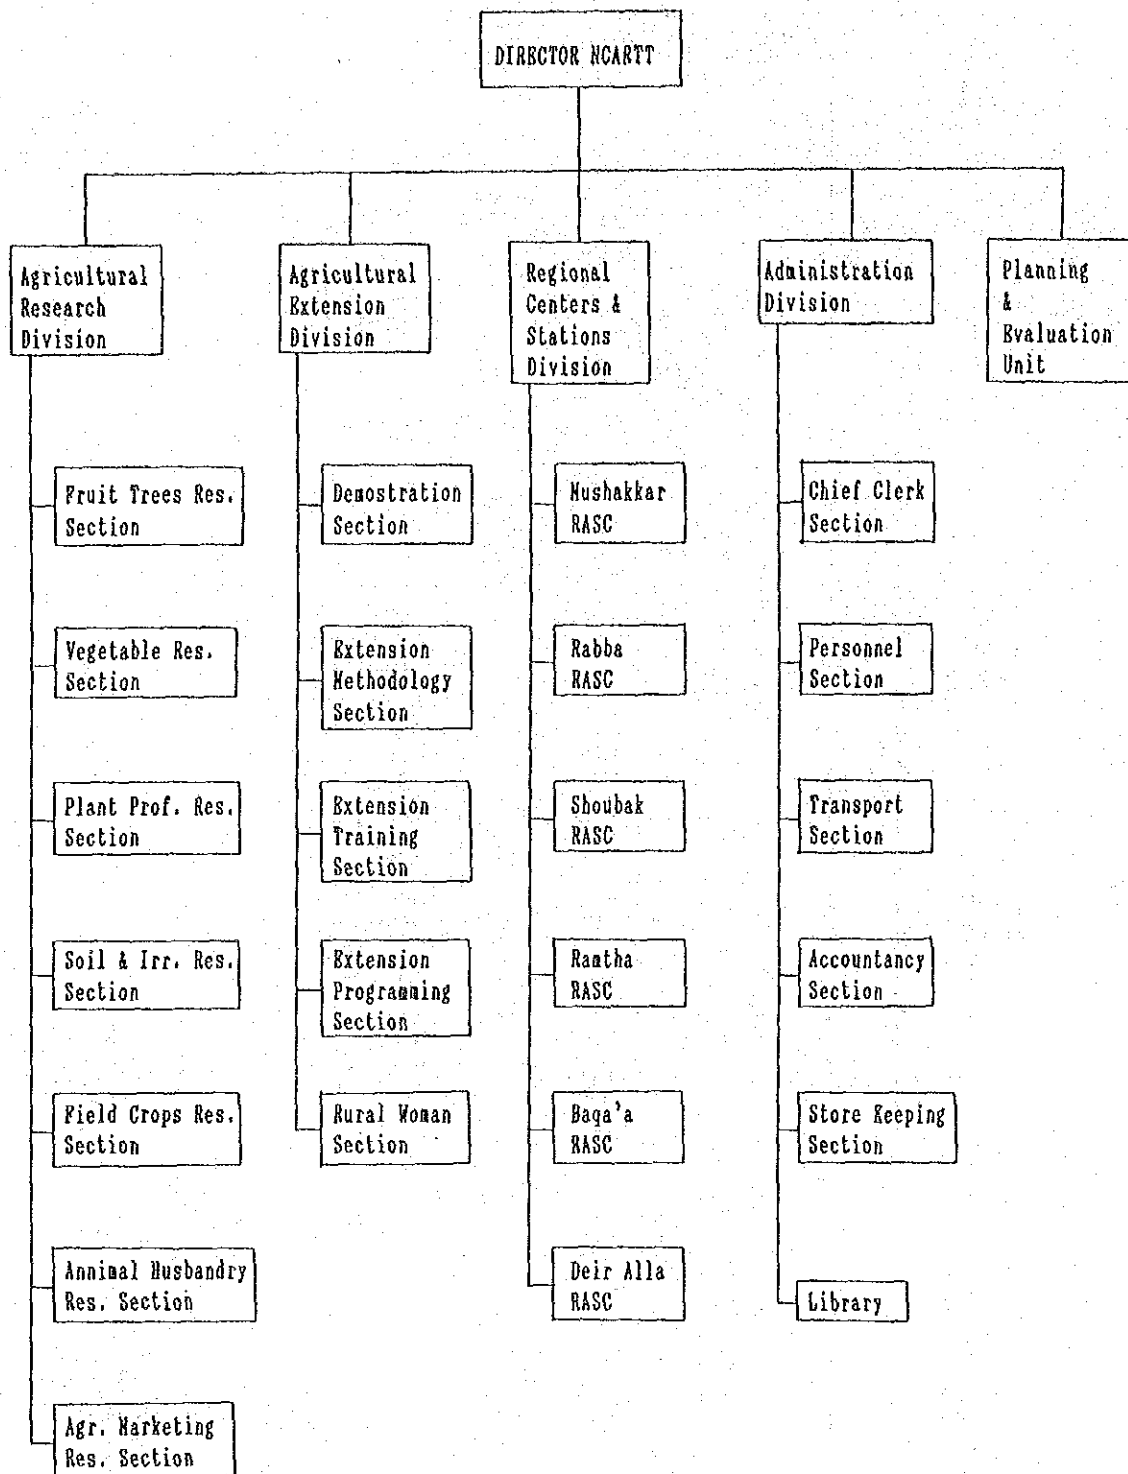 DIRECTOR NCARTT
Agricultural
Research
Division
Agricultural
Extension
Division
Regional
Centers &
Stations
Division
Administration
Division
Planning
&
Evaluation
Unit
Fruit Trees Res.
Section
Vegetable Res.
Section
Plant Prof. Res.
Section
Soil & Irr. Res.
Section
Field Crops Res.
Section
Annimal Husbandry
Res. Section
Agr. Marketing
Res. Section
Demostration
Section
Extension
Methodology
Section
Extension
Training
Section
Extension
Programming
Section
Rural Woman
Section
Mushakkar
RASC
Rabba
RASC
Shoubak
RASC
Ramtha
RASC
Baqa'a
RASC
Deir Alla
RASC
Chief Clerk
Section
Personnel
Section
Transport
Section
Accountancy
Section
Store Keeping
Section
Library